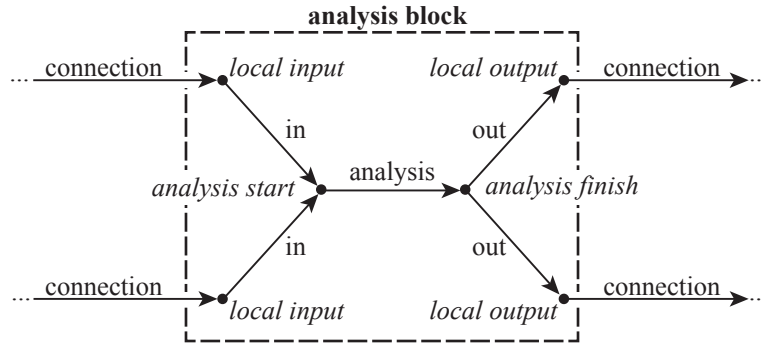 analysis block
... connection local input local output connection ...
in out
analysis start analysis analysis finish
in out
... connection local input local output connection ...